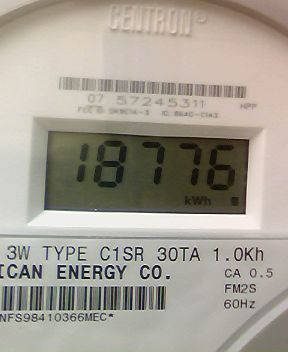 CENTRON
07 57245311 HPP
18776
kWh
3W TYPE C1SR 30TA 1.0Kh
ICAN ENERGY CO.
CA 0.5
FM2S
60Hz
NFS98410366MEC*